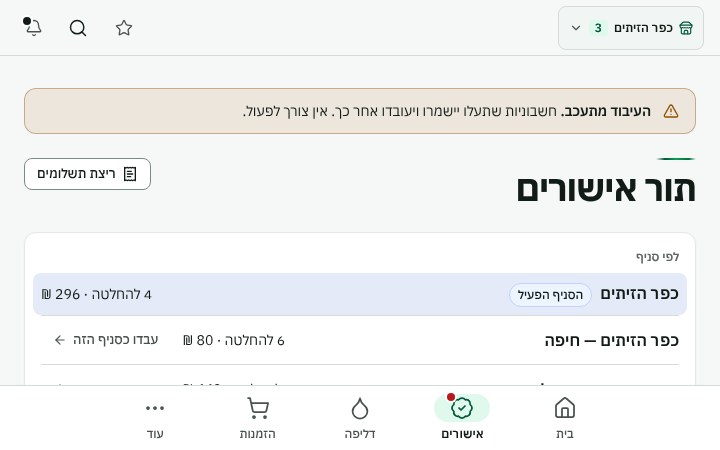 כפר הזיתים 3
העיבוד מתעכב. חשבוניות שתעלו יישמרו ויעובדו אחר כך. אין צורך לפעול.
תור אישורים
ריצת תשלומים
לפי סניף
כפר הזיתים הסניף הפעיל 4 להחלטה · 296 ₪
כפר הזיתים — חיפה 6 להחלטה · 80 ₪ עבדו כסניף הזה
בית
אישורים
דליפה
הזמנות
עוד